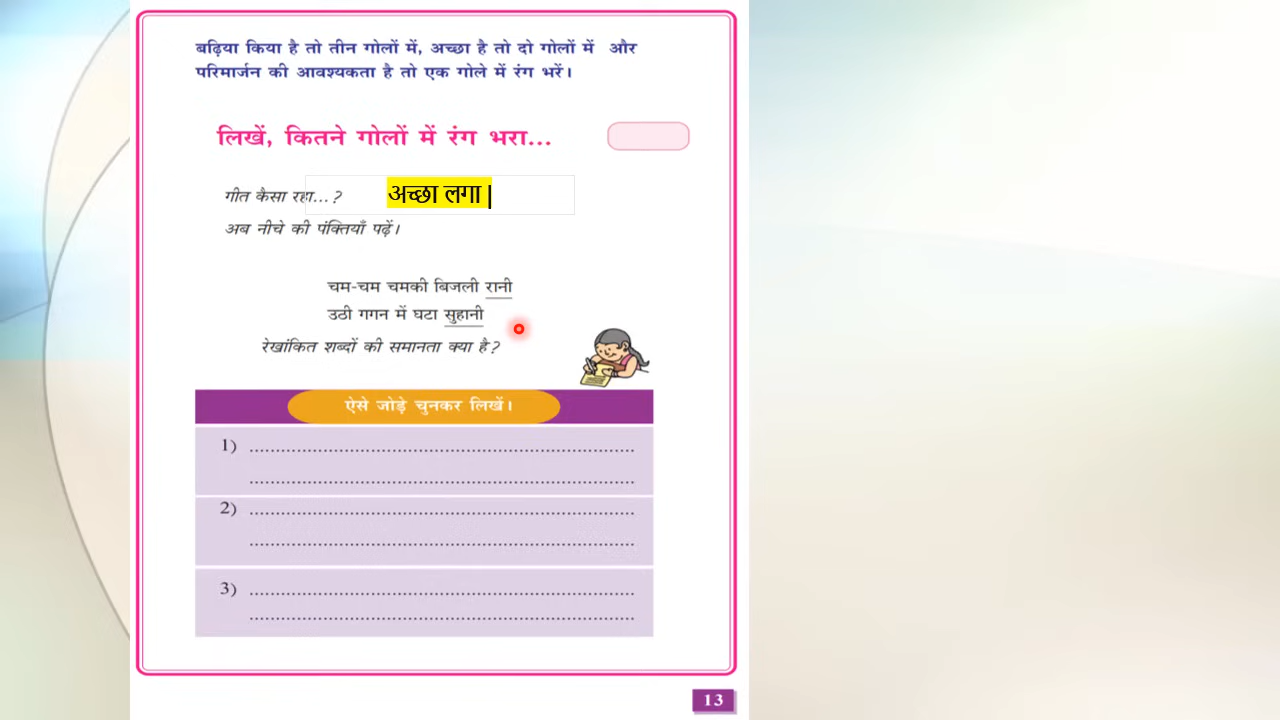 बढ़िया किया है तो तीन गोलों में, अच्छा है तो दो गोलों में और
परिमार्जन की आवश्यकता है तो एक गोले में रंग भरें।
लिखें, कितने गोलों में रंग भरा...
गीत कैसा रहा...? अच्छा लगा |
अब नीचे की पंक्तियाँ पढ़ें।
चम-चम चमकी बिजली रानी
उठी गगन में घटा सुहानी
रेखांकित शब्दों की समानता क्या है?
ऐसे जोड़े चुनकर लिखें।
1) ................................................................
................................................................
2) ................................................................
................................................................
3) ................................................................
................................................................
13